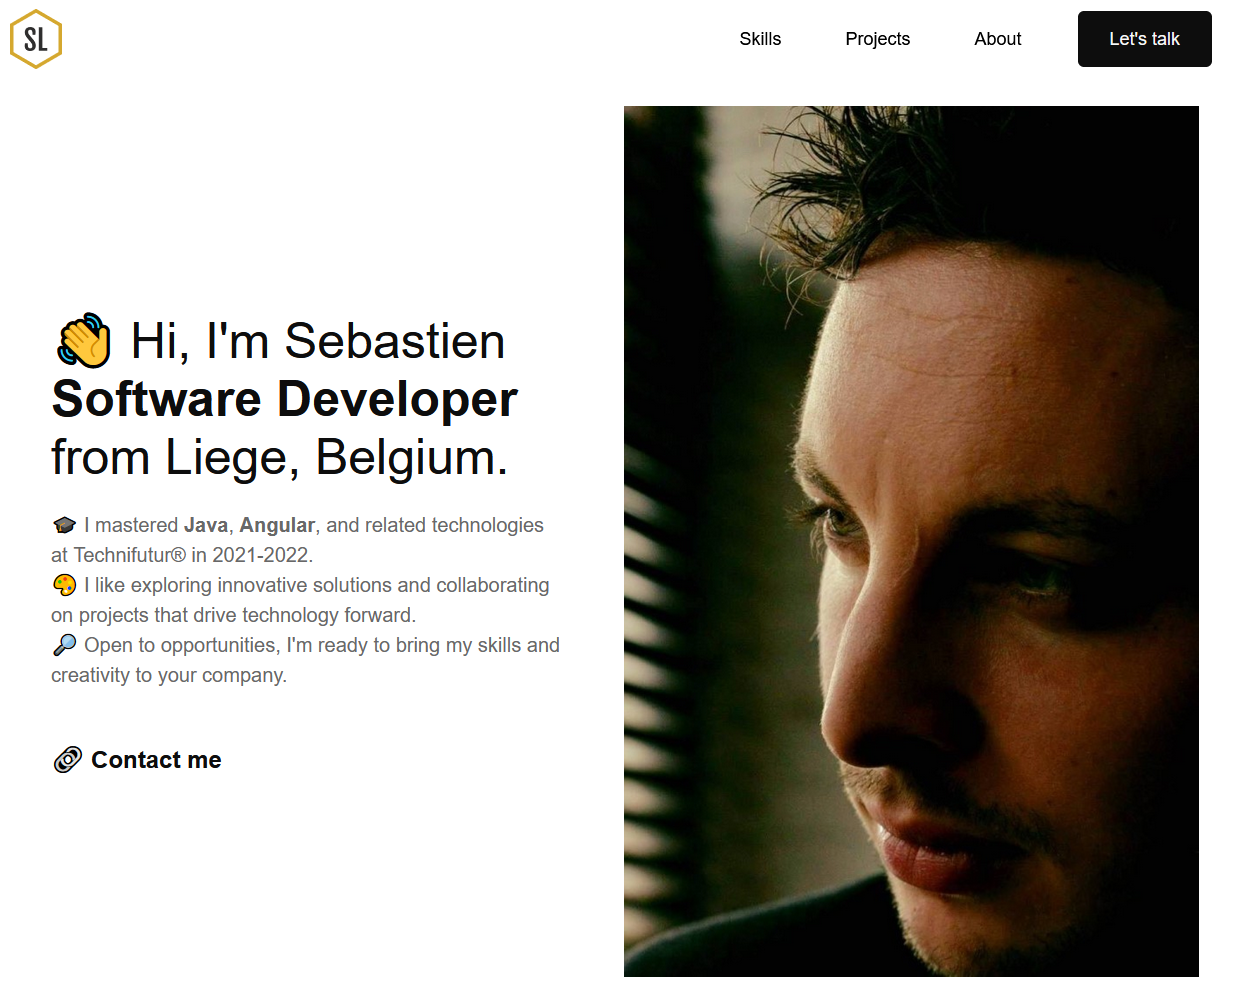 SL
Skills Projects About Let's talk
👋 Hi, I'm Sebastien
Software Developer
from Liege, Belgium.
🎓 I mastered Java, Angular, and related technologies
at Technifutur® in 2021-2022.
🎨 I like exploring innovative solutions and collaborating
on projects that drive technology forward.
🔎 Open to opportunities, I'm ready to bring my skills and
creativity to your company.
🔗 Contact me